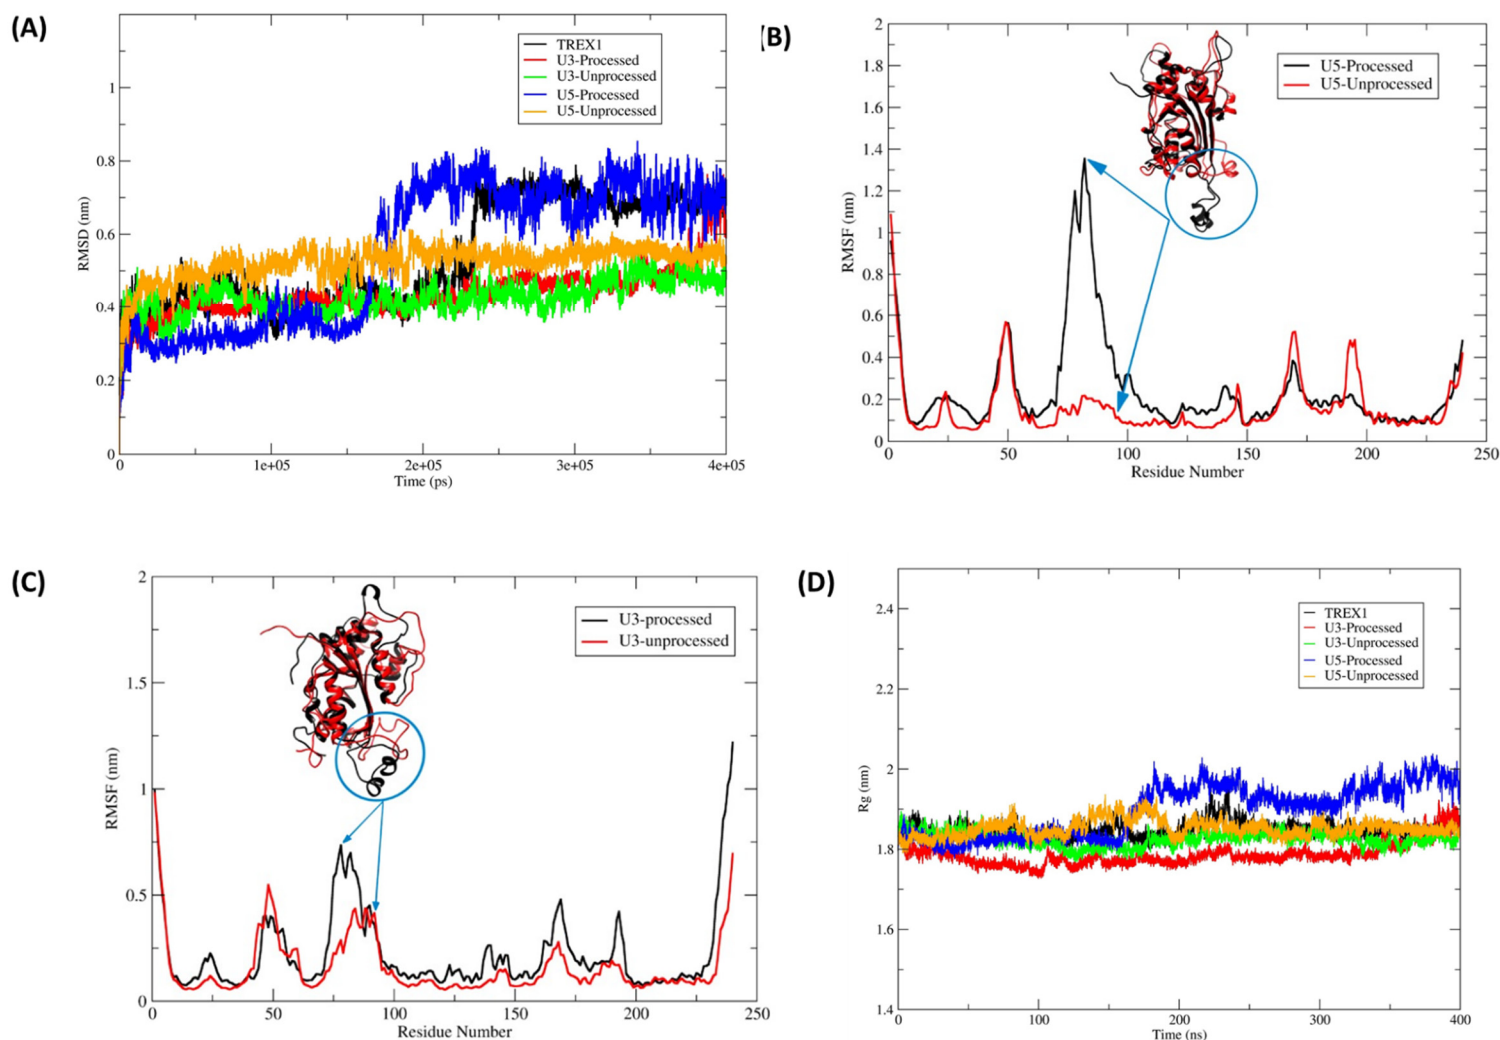 (A)
TREX1
U3-Processed
U3-Unprocessed
U5-Processed
U5-Unprocessed
1
0.8
0.6
0.4
0.2
0
RMSD (nm)
0 1e+05 2e+05 3e+05 4e+05
Time (ps)
(B)
U5-Processed
U5-Unprocessed
2
1.8
1.6
1.4
1.2
1
0.8
0.6
0.4
0.2
0
RMSF (nm)
0 50 100 150 200 250
Residue Number
(C)
U3-processed
U3-unprocessed
2
1.5
1
0.5
0
RMSF (nm)
0 50 100 150 200 250
Residue Number
(D)
TREX1
U3-Processed
U3-Unprocessed
U5-Processed
U5-Unprocessed
2.4
2.2
2
1.8
1.6
1.4
Rg (nm)
0 100 200 300 400
Time (ns)